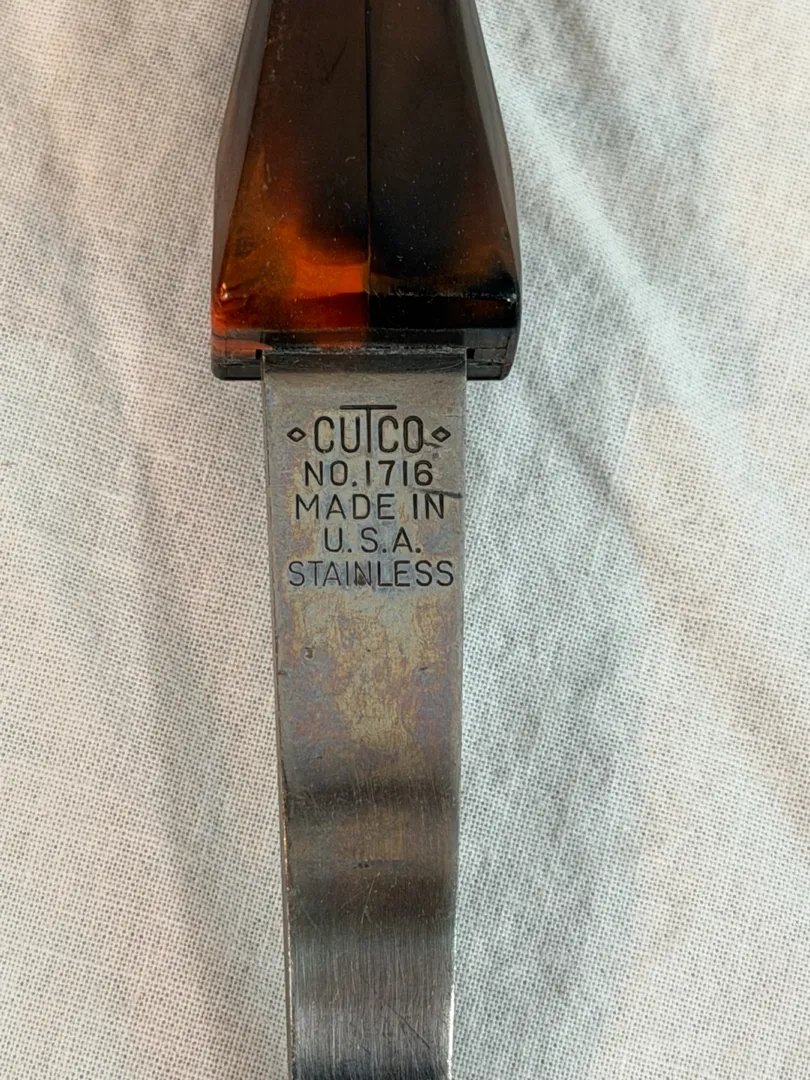 CUTCO
NO.1716
MADE IN
U.S.A.
STAINLESS